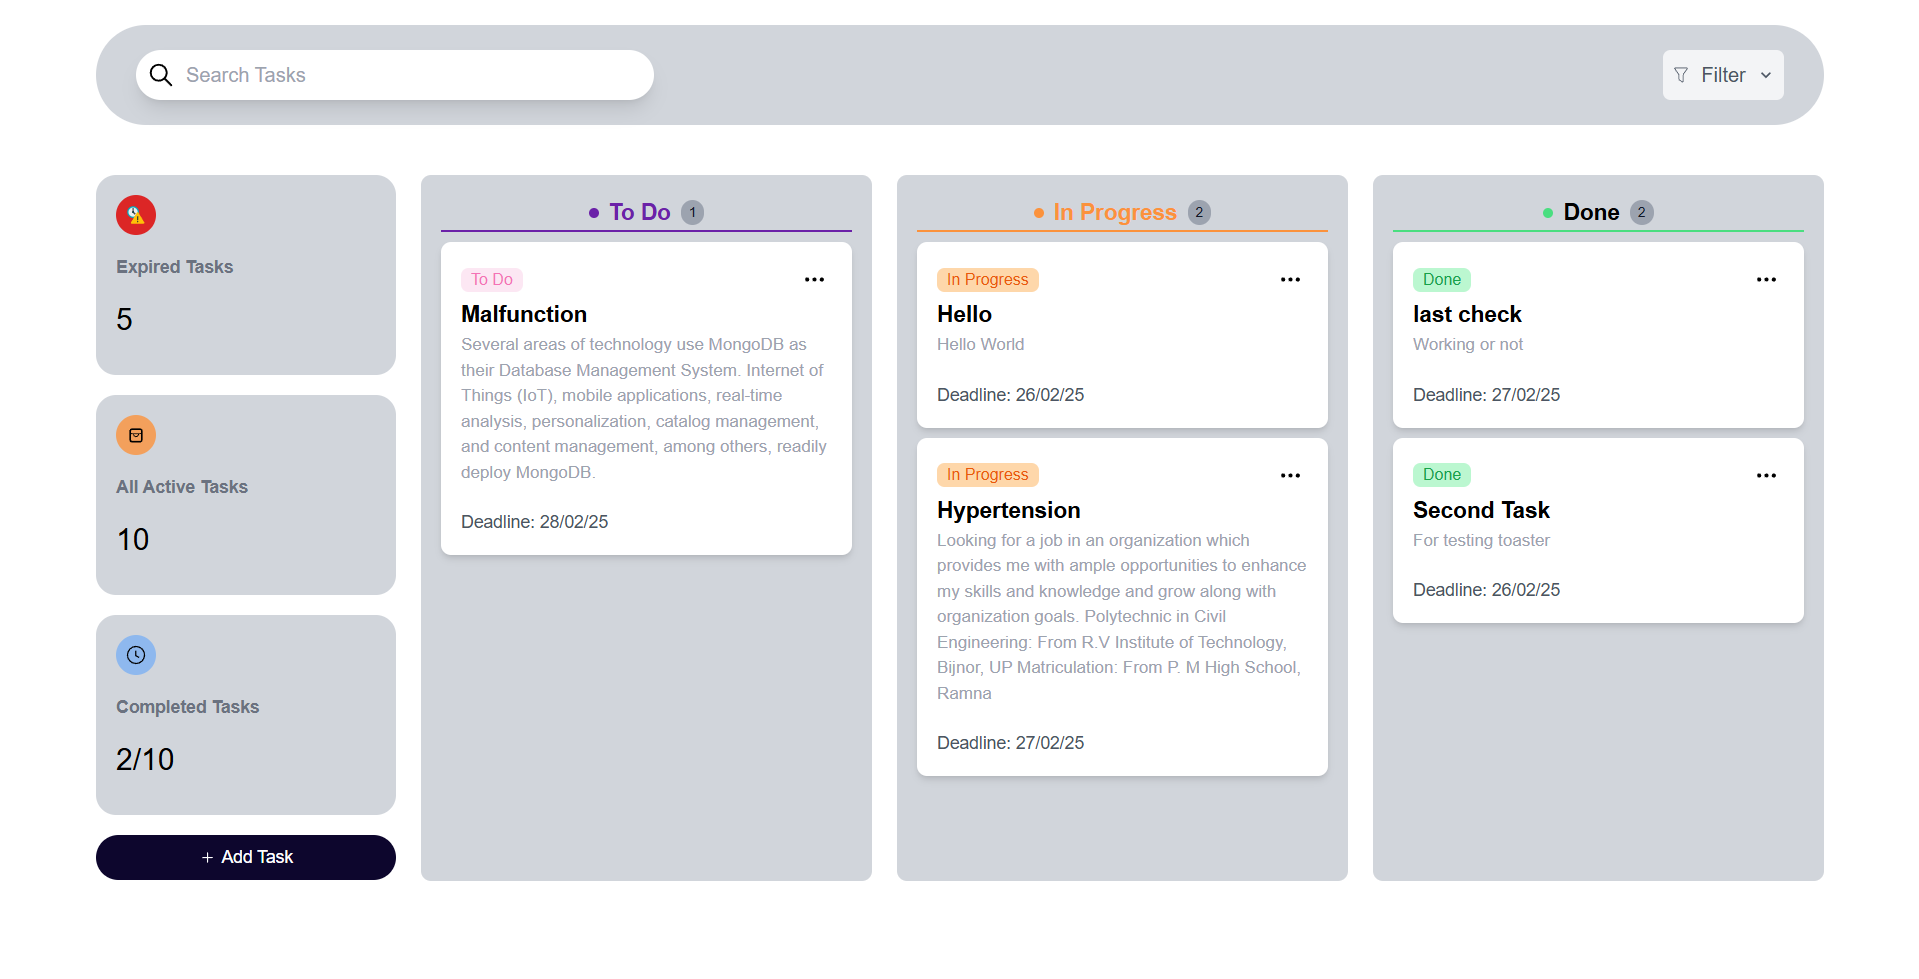 Search Tasks
Filter
Expired Tasks
5
All Active Tasks
10
Completed Tasks
2/10
+ Add Task
To Do 1
To Do
Malfunction
Several areas of technology use MongoDB as
their Database Management System. Internet of
Things (IoT), mobile applications, real-time
analysis, personalization, catalog management,
and content management, among others, readily
deploy MongoDB.
Deadline: 28/02/25
In Progress 2
In Progress
Hello
Hello World
Deadline: 26/02/25
In Progress
Hypertension
Looking for a job in an organization which
provides me with ample opportunities to enhance
my skills and knowledge and grow along with
organization goals. Polytechnic in Civil
Engineering: From R.V Institute of Technology,
Bijnor, UP Matriculation: From P. M High School,
Ramna
Deadline: 27/02/25
Done 2
Done
last check
Working or not
Deadline: 27/02/25
Done
Second Task
For testing toaster
Deadline: 26/02/25